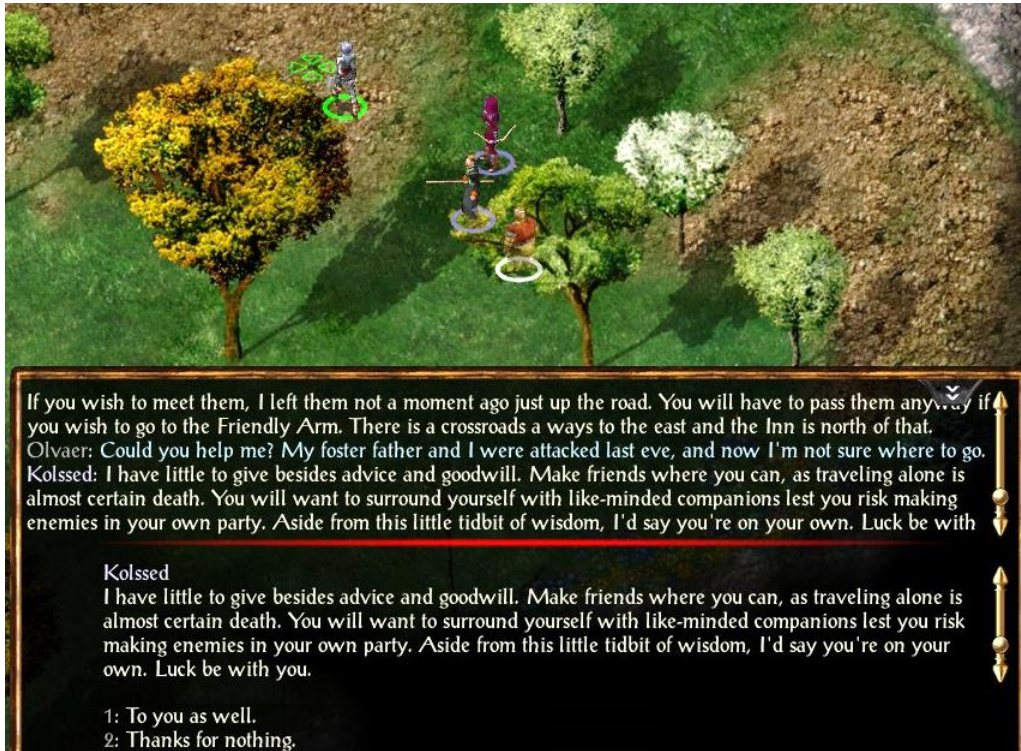 If you wish to meet them, I left them not a moment ago just up the road. You will have to pass them anyway if
you wish to go to the Friendly Arm. There is a crossroads a ways to the east and the Inn is north of that.
Olvaer: Could you help me? My foster father and I were attacked last eve, and now I'm not sure where to go.
Kolssed: I have little to give besides advice and goodwill. Make friends where you can, as traveling alone is
almost certain death. You will want to surround yourself with like-minded companions lest you risk making
enemies in your own party. Aside from this little tidbit of wisdom, I'd say you're on your own. Luck be with
Kolssed
I have little to give besides advice and goodwill. Make friends where you can, as traveling alone is
almost certain death. You will want to surround yourself with like-minded companions lest you risk
making enemies in your own party. Aside from this little tidbit of wisdom, I'd say you're on your
own. Luck be with you.
1: To you as well.
2: Thanks for nothing.